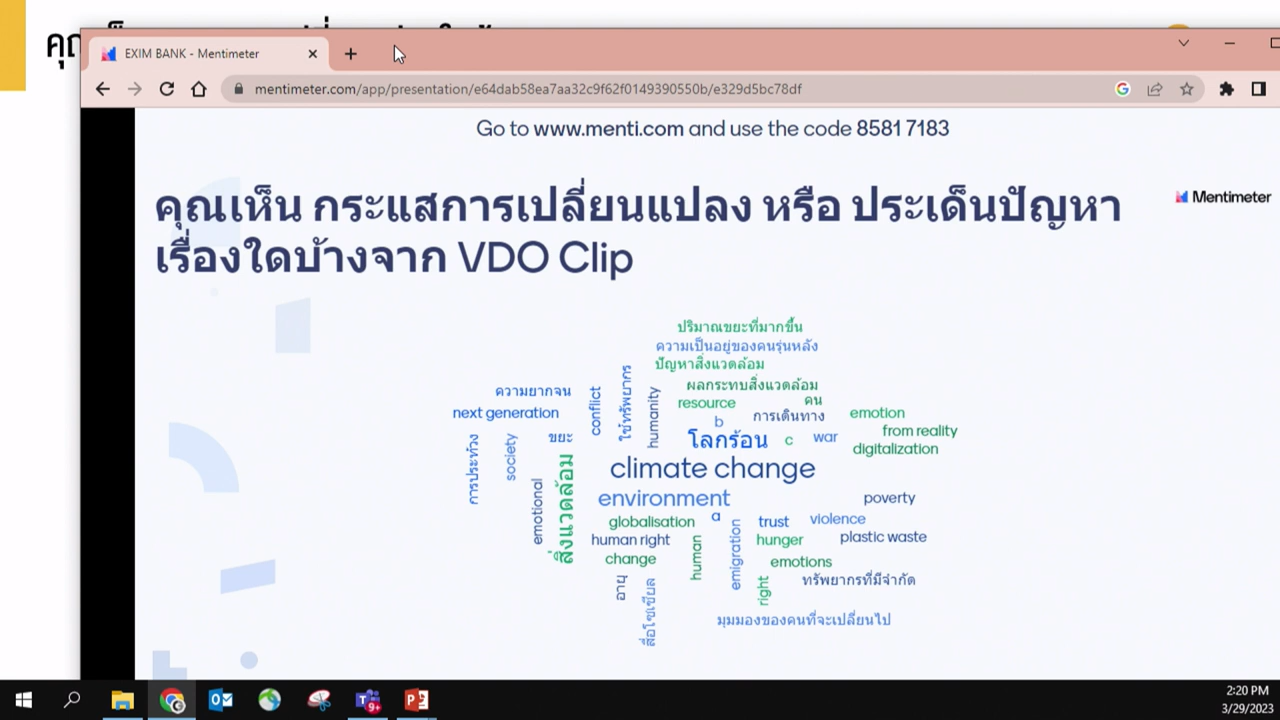 EXIM BANK - Mentimeter
mentimeter.com/app/presentation/e64dab58ea7aa32c9f62f0149390550b/e329d5bc78df
Go to www.menti.com and use the code 8581 7183
คุณเห็น กระแสการเปลี่ยนแปลง หรือ ประเด็นปัญหา
เรื่องใดบ้างจาก VDO Clip
Mentimeter
ปริมาณขยะที่มากขึ้น
ความเป็นอยู่ของคนรุ่นหลัง
ปัญหาสิ่งแวดล้อม
ความยากจน
conflict
ใช้ทรัพยากร
humanity
ผลกระทบสิ่งแวดล้อม
resource
คน
next generation
b
การเดินทาง
emotion
การประท้วง
society
ขยะ
โลกร้อน
c
war
from reality
digitalization
สิ่งแวดล้อม
climate change
emotional
environment
poverty
globalisation
a
emigration
trust
violence
human right
human
hunger
plastic waste
change
emotions
อายุ
สื่อโซเชียล
right
ทรัพยากรที่มีจำกัด
มุมมองของคนที่จะเปลี่ยนไป
9+
2:20 PM
3/29/2023